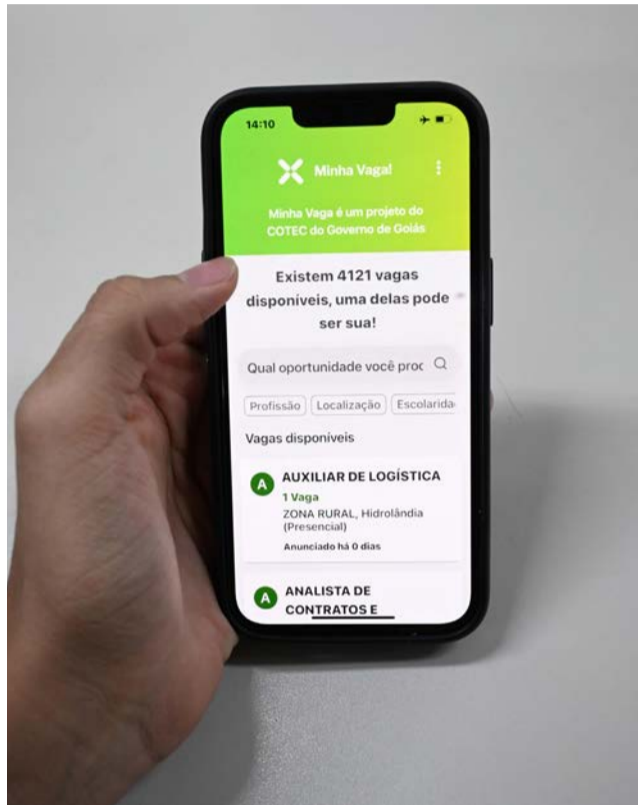 14:10
Minha Vaga!
Minha Vaga é um projeto do
COTEC do Governo de Goiás
Existem 4121 vagas
disponíveis, uma delas pode
ser sua!
Qual oportunidade você proc
Profissão Localização Escolarida
Vagas disponíveis
A AUXILIAR DE LOGÍSTICA
1 Vaga
ZONA RURAL, Hidrolândia
(Presencial)
Anunciado há 0 dias
A ANALISTA DE
CONTRATOS E